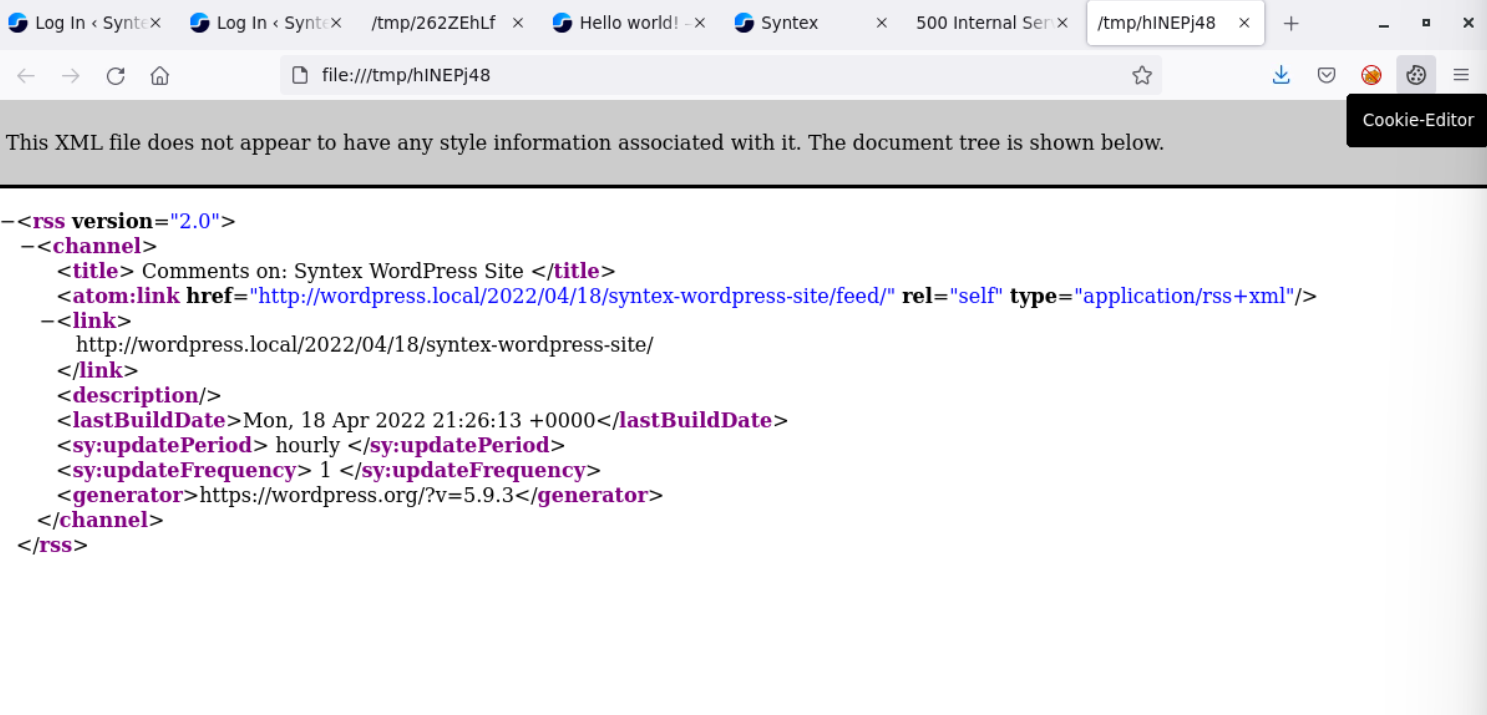 Log In ‹ Synte
Log In ‹ Synte
/tmp/262ZEhLf
Hello world! –
Syntex
500 Internal Serv
/tmp/hINEPj48
file:///tmp/hINEPj48
Cookie-Editor
This XML file does not appear to have any style information associated with it. The document tree is shown below.
−<rss version="2.0">
−<channel>
<title> Comments on: Syntex WordPress Site </title>
<atom:link href="http://wordpress.local/2022/04/18/syntex-wordpress-site/feed/" rel="self" type="application/rss+xml"/>
−<link>
http://wordpress.local/2022/04/18/syntex-wordpress-site/
</link>
<description/>
<lastBuildDate>Mon, 18 Apr 2022 21:26:13 +0000</lastBuildDate>
<sy:updatePeriod> hourly </sy:updatePeriod>
<sy:updateFrequency> 1 </sy:updateFrequency>
<generator>https://wordpress.org/?v=5.9.3</generator>
</channel>
</rss>